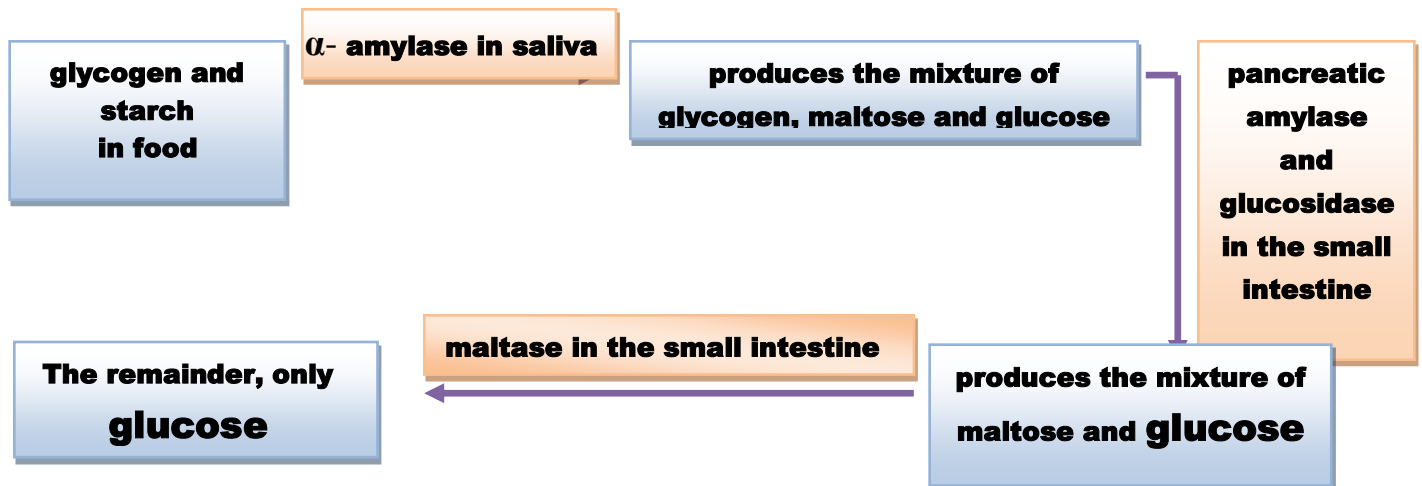 glycogen and
starch
in food
α- amylase in saliva
produces the mixture of
glycogen, maltose and glucose
pancreatic
amylase
and
glucosidase
in the small
intestine
produces the mixture of
maltose and glucose
maltase in the small intestine
The remainder, only
glucose